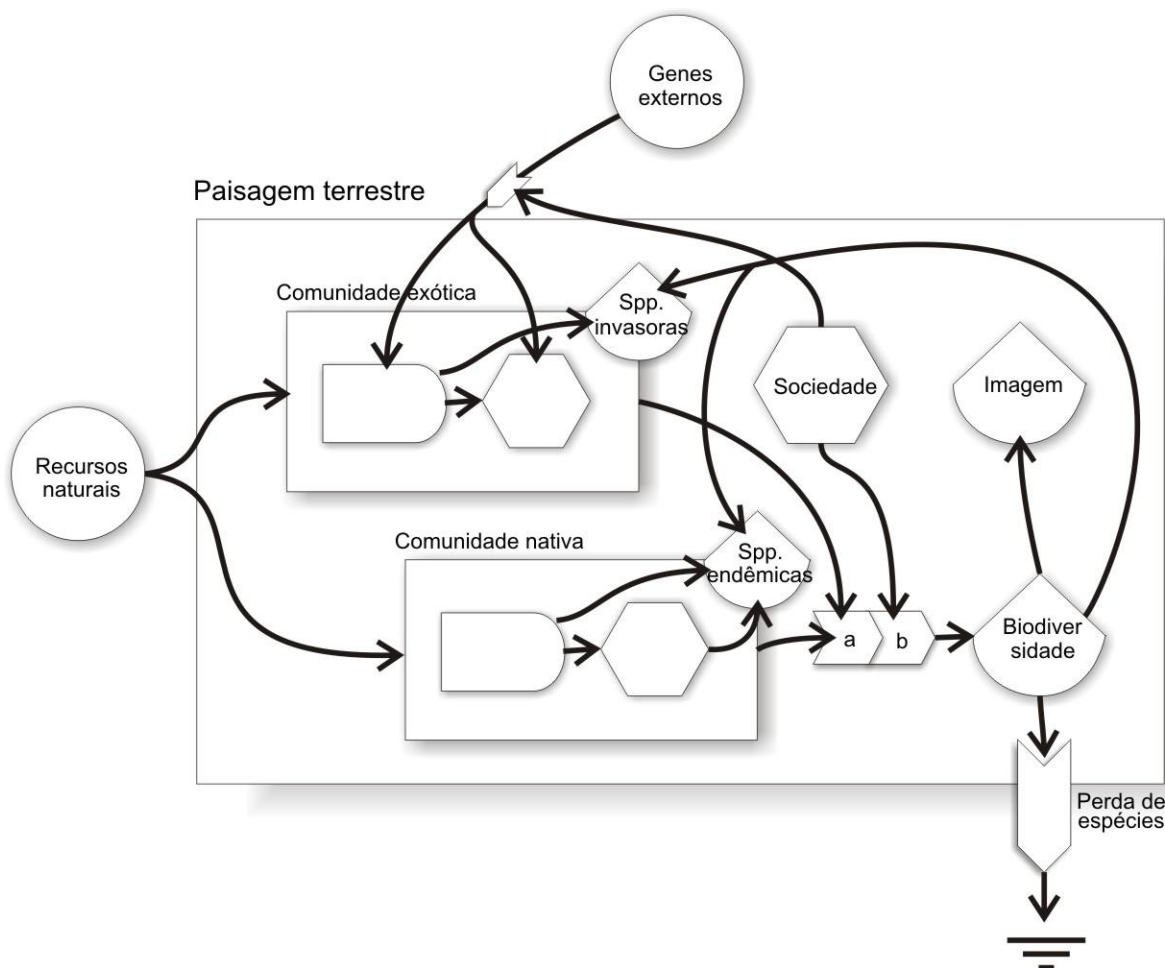 Genes
externos
Paisagem terrestre
Comunidade exótica
Spp.
invasoras
Sociedade
Imagem
Recursos
naturais
Comunidade nativa
Spp.
endêmicas
a
b
Biodiver
sidade
Perda de
espécies